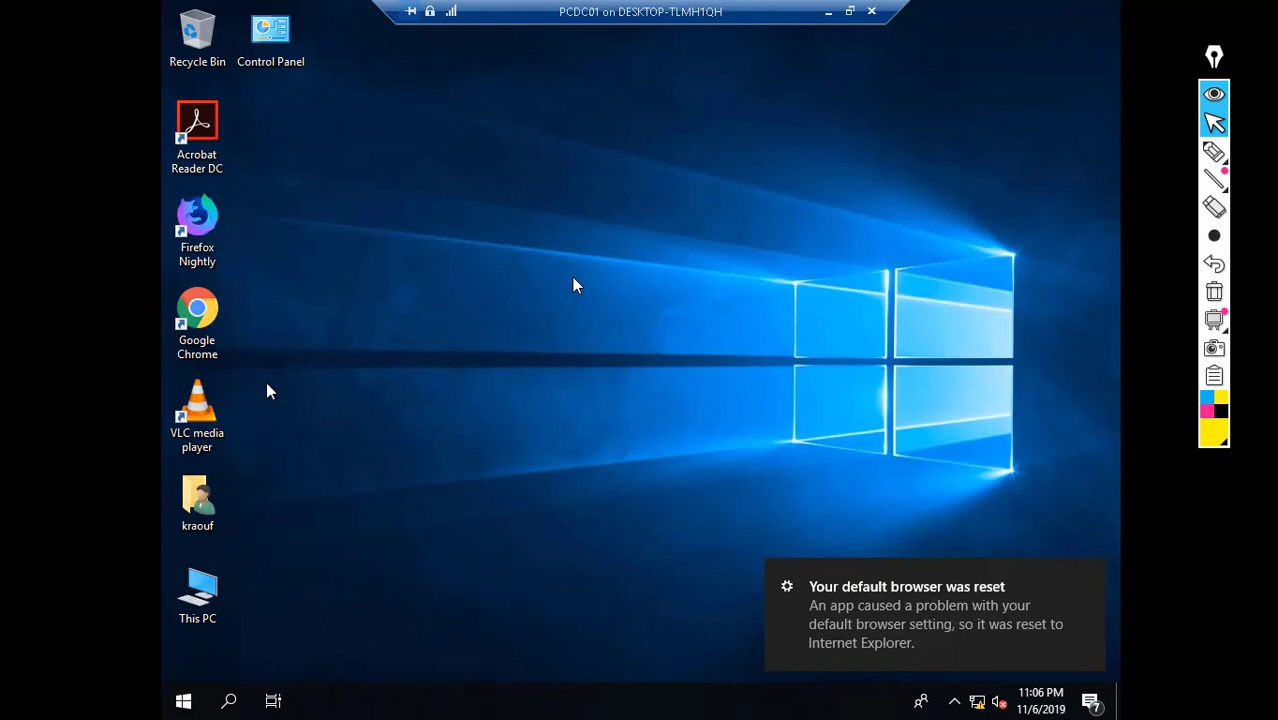 PCDC01 on DESKTOP-TLMH1QH
Recycle Bin
Control Panel
Acrobat
Reader DC
Firefox
Nightly
Google
Chrome
VLC media
player
kraouf
This PC
Your default browser was reset
An app caused a problem with your
default browser setting, so it was reset to
Internet Explorer.
11:06 PM
11/6/2019
7